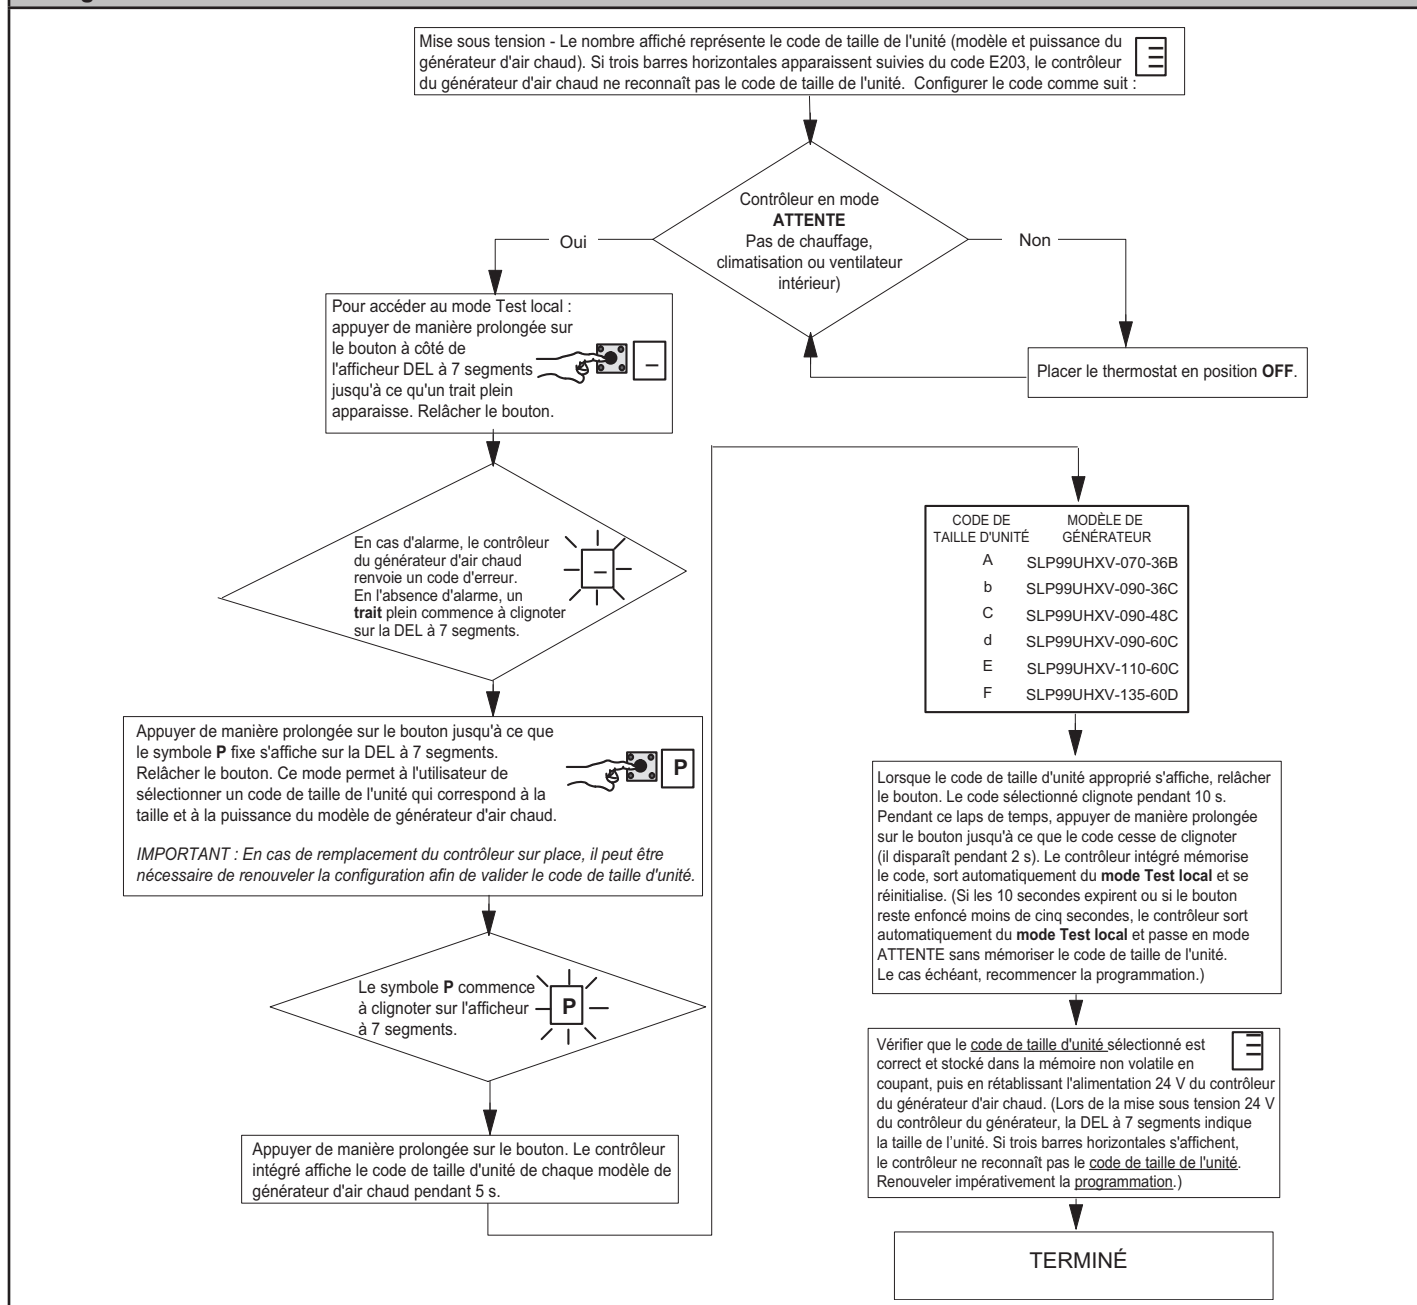 Mise sous tension - Le nombre affiché représente le code de taille de l'unité (modèle et puissance du
générateur d'air chaud). Si trois barres horizontales apparaissent suivies du code E203, le contrôleur
du générateur d'air chaud ne reconnaît pas le code de taille de l'unité. Configurer le code comme suit :
Contrôleur en mode
ATTENTE
Pas de chauffage,
climatisation ou ventilateur
intérieur)
Oui
Non
Pour accéder au mode Test local :
appuyer de manière prolongée sur
le bouton à côté de
l'afficheur DEL à 7 segments
jusqu'à ce qu'un trait plein
apparaisse. Relâcher le bouton.
Placer le thermostat en position OFF.
En cas d'alarme, le contrôleur
du générateur d'air chaud
renvoie un code d'erreur.
En l'absence d'alarme, un
trait plein commence à clignoter
sur la DEL à 7 segments.
Appuyer de manière prolongée sur le bouton jusqu'à ce que
le symbole P fixe s'affiche sur la DEL à 7 segments.
Relâcher le bouton. Ce mode permet à l'utilisateur de
sélectionner un code de taille de l'unité qui correspond à la
taille et à la puissance du modèle de générateur d'air chaud.
P
IMPORTANT : En cas de remplacement du contrôleur sur place, il peut être
nécessaire de renouveler la configuration afin de valider le code de taille d'unité.
Le symbole P commence
à clignoter sur l'afficheur
à 7 segments.
P
Appuyer de manière prolongée sur le bouton. Le contrôleur
intégré affiche le code de taille d'unité de chaque modèle de
générateur d'air chaud pendant 5 s.
CODE DE MODÈLE DE
TAILLE D'UNITÉ GÉNÉRATEUR
A SLP99UHXV-070-36B
b SLP99UHXV-090-36C
C SLP99UHXV-090-48C
d SLP99UHXV-090-60C
E SLP99UHXV-110-60C
F SLP99UHXV-135-60D
Lorsque le code de taille d'unité approprié s'affiche, relâcher
le bouton. Le code sélectionné clignote pendant 10 s.
Pendant ce laps de temps, appuyer de manière prolongée
sur le bouton jusqu'à ce que le code cesse de clignoter
(il disparaît pendant 2 s). Le contrôleur intégré mémorise
le code, sort automatiquement du mode Test local et se
réinitialise. (Si les 10 secondes expirent ou si le bouton
reste enfoncé moins de cinq secondes, le contrôleur sort
automatiquement du mode Test local et passe en mode
ATTENTE sans mémoriser le code de taille de l'unité.
Le cas échéant, recommencer la programmation.)
Vérifier que le code de taille d'unité sélectionné est
correct et stocké dans la mémoire non volatile en
coupant, puis en rétablissant l'alimentation 24 V du contrôleur
du générateur d'air chaud. (Lors de la mise sous tension 24 V
du contrôleur du générateur, la DEL à 7 segments indique
la taille de l'unité. Si trois barres horizontales s'affichent,
le contrôleur ne reconnaît pas le code de taille de l'unité.
Renouveler impérativement la programmation.)
TERMINÉ